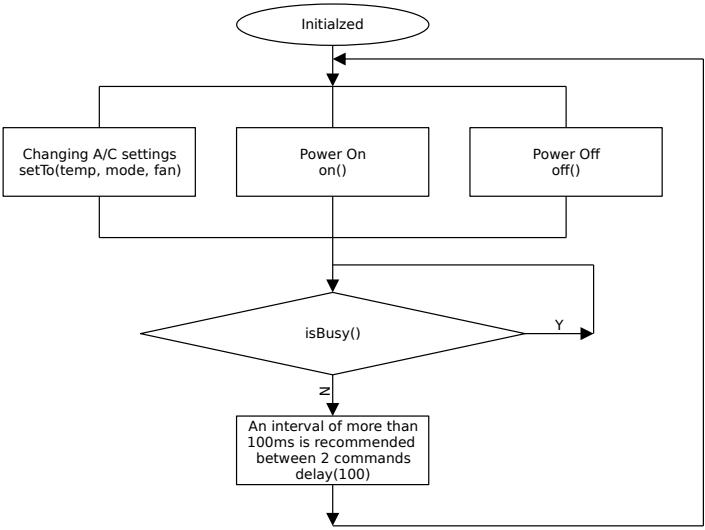 Initialzed
Changing A/C settings
setTo(temp, mode, fan)
Power On
on()
Power Off
off()
isBusy()
Y
N
An interval of more than
100ms is recommended
between 2 commands
delay(100)